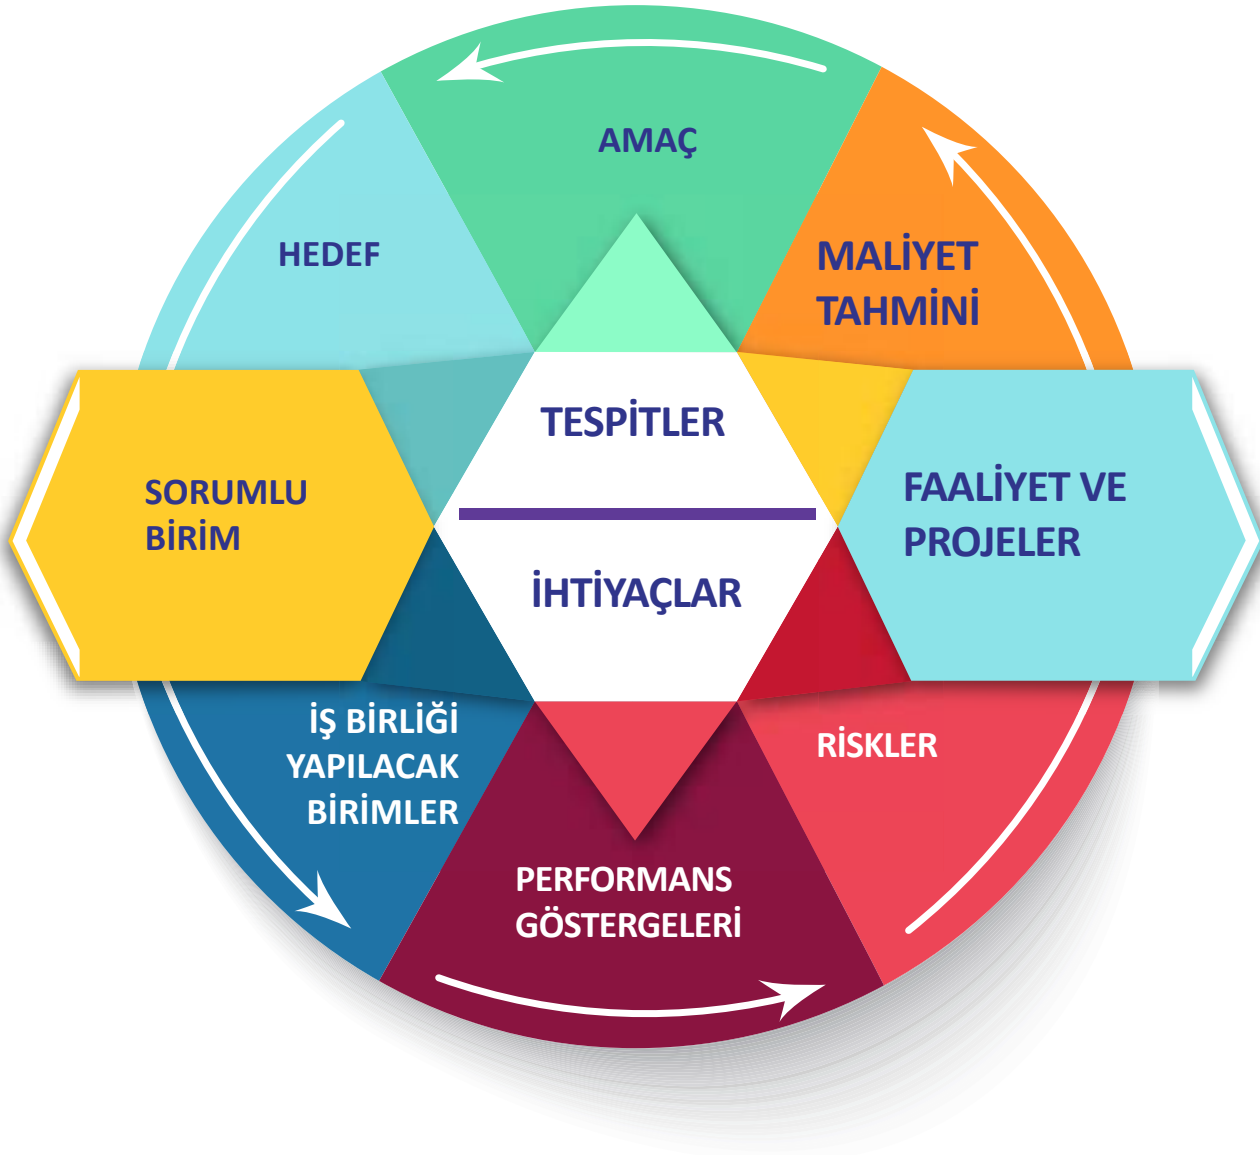 AMAÇ
HEDEF
MALİYET
TAHMİNİ
TESPİTLER
SORUMLU
BİRİM
FAALİYET VE
PROJELER
İHTİYAÇLAR
İŞ BİRLİĞİ
YAPILACAK
BİRİMLER
RİSKLER
PERFORMANS
GÖSTERGELERİ